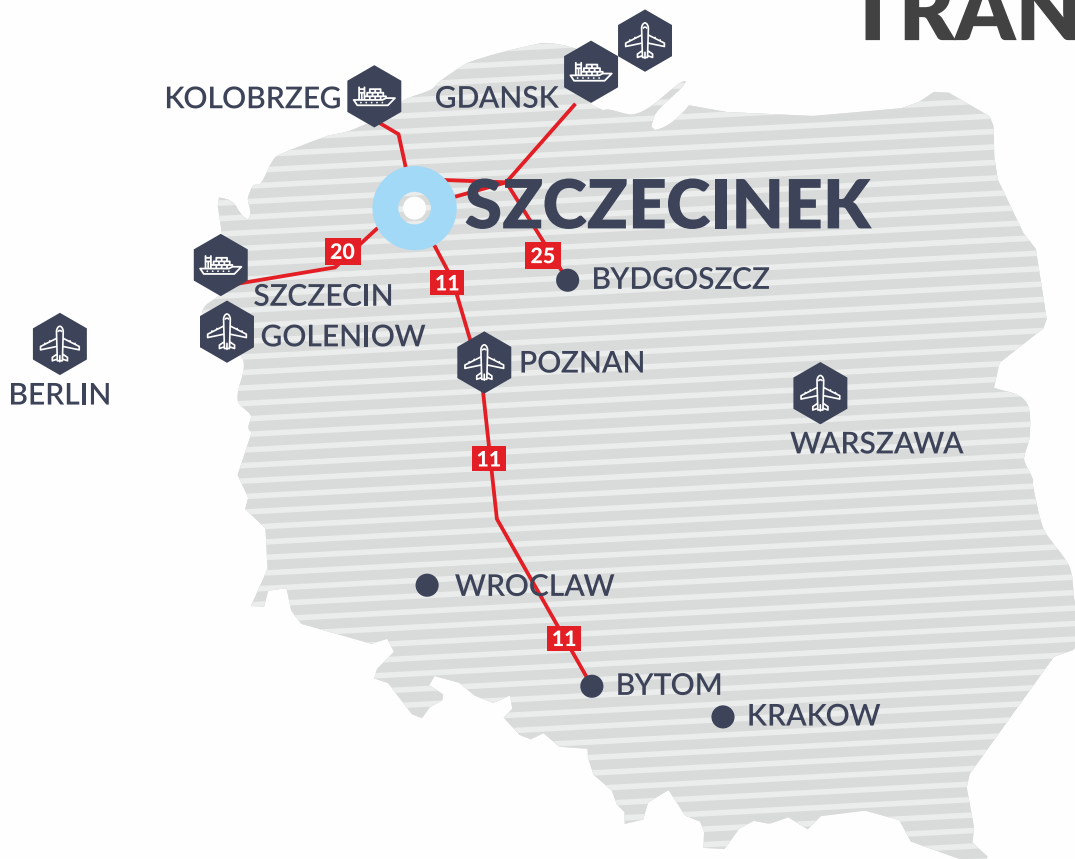 TRAN
KOLOBRZEG
GDANSK
SZCZECINEK
20
25
11
BYDGOSZCZ
SZCZECIN
GOLENIOW
POZNAN
BERLIN
WARSZAWA
11
WROCLAW
11
BYTOM
KRAKOW